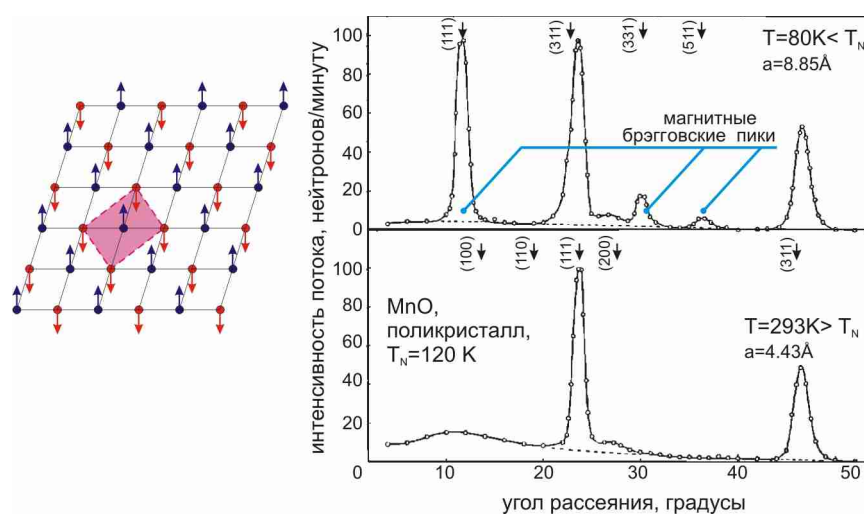 интенсивность потока, нейтронов/минуту
100
80
60
40
20
(111)
(311)
(331)
(511)
T=80K< T_N
a=8.85Å
магнитные
брэгговские пики
100
80
60
40
20
(100)
(110)
(111)
(200)
(311)
MnO,
поликристалл,
T_N=120 K
T=293K> T_N
a=4.43Å
10
20
30
40
50
угол рассеяния, градусы